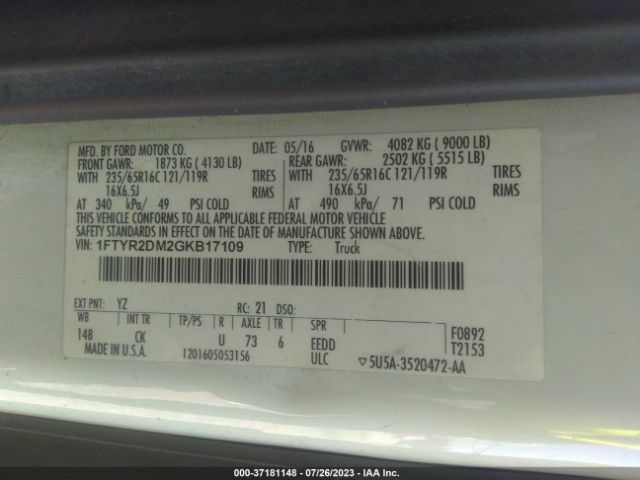 MFD. BY FORD MOTOR CO. DATE: 05/16 GVWR: 4082 KG ( 9000 LB)
FRONT GAWR: 1873 KG ( 4130 LB) REAR GAWR: 2502 KG ( 5515 LB)
WITH 235/65R16C 121/119R TIRES WITH 235/65R16C 121/119R TIRES
16X6.5J RIMS 16X6.5J RIMS
AT 340 kPa/ 49 PSI COLD AT 490 kPa/ 71 PSI COLD
THIS VEHICLE CONFORMS TO ALL APPLICABLE FEDERAL MOTOR VEHICLE
SAFETY STANDARDS IN EFFECT ON THE DATE OF MANUFACTURE SHOWN ABOVE.
VIN: 1FTYR2DM2GKB17109 TYPE: Truck
EXT PNT: YZ RC: 21 DSO:
WB INT TR TP/PS R AXLE TR SPR
148 CK U 73 6 EEDD F0892
ULC T2153
MADE IN U.S.A. 1201605053156 ▽5U5A-3520472-AA
000-37181148 - 07/26/2023 - IAA Inc.